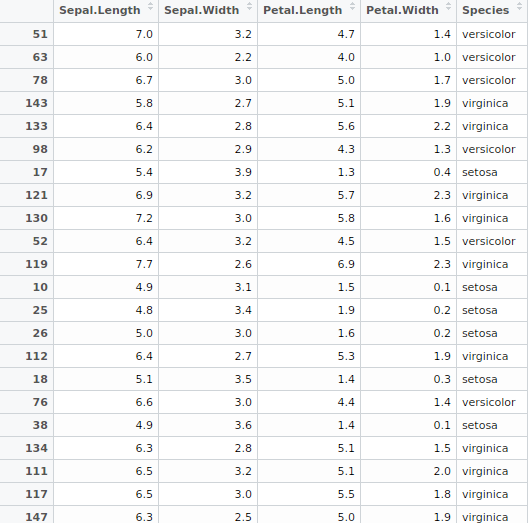 Sepal.Length Sepal.Width Petal.Length Petal.Width Species
51 7.0 3.2 4.7 1.4 versicolor
63 6.0 2.2 4.0 1.0 versicolor
78 6.7 3.0 5.0 1.7 versicolor
143 5.8 2.7 5.1 1.9 virginica
133 6.4 2.8 5.6 2.2 virginica
98 6.2 2.9 4.3 1.3 versicolor
17 5.4 3.9 1.3 0.4 setosa
121 6.9 3.2 5.7 2.3 virginica
130 7.2 3.0 5.8 1.6 virginica
52 6.4 3.2 4.5 1.5 versicolor
119 7.7 2.6 6.9 2.3 virginica
10 4.9 3.1 1.5 0.1 setosa
25 4.8 3.4 1.9 0.2 setosa
26 5.0 3.0 1.6 0.2 setosa
112 6.4 2.7 5.3 1.9 virginica
18 5.1 3.5 1.4 0.3 setosa
76 6.6 3.0 4.4 1.4 versicolor
38 4.9 3.6 1.4 0.1 setosa
134 6.3 2.8 5.1 1.5 virginica
111 6.5 3.2 5.1 2.0 virginica
117 6.5 3.0 5.5 1.8 virginica
147 6.3 2.5 5.0 1.9 virginica